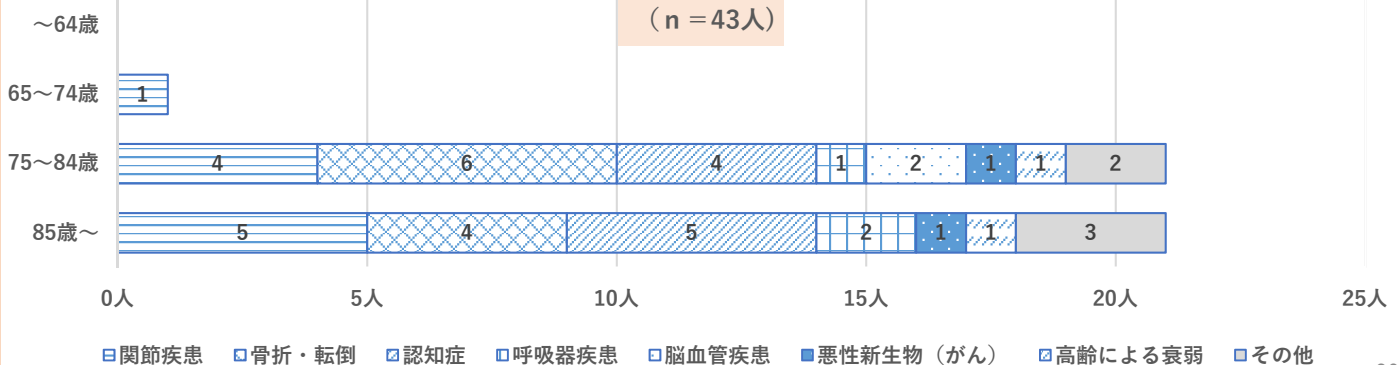 ～64歳
（ｎ＝43人）
65～74歳
1
75～84歳
4 6 4 1 2 1 1 2
85歳～
5 4 5 2 1 1 3
0人 5人 10人 15人 20人 25人
関節疾患 骨折・転倒 認知症 呼吸器疾患 脳血管疾患 悪性新生物（がん） 高齢による衰弱 その他